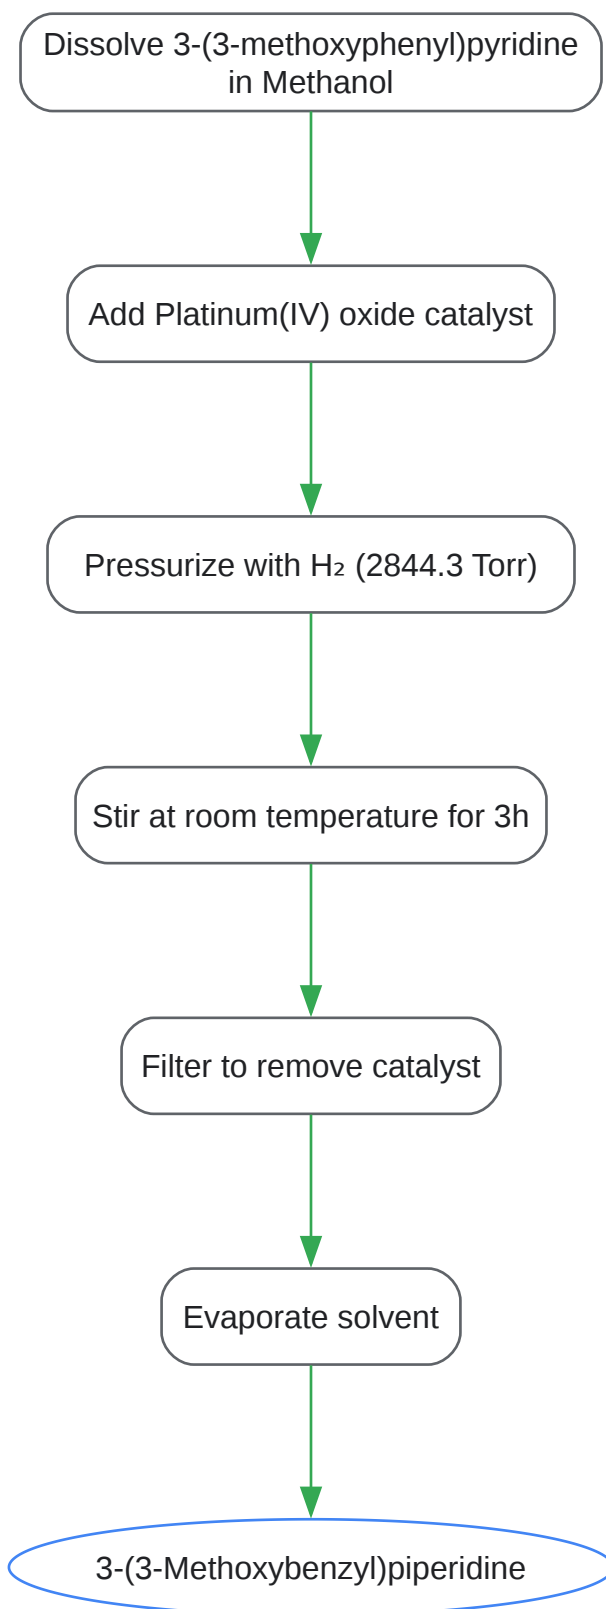 Dissolve 3-(3-methoxyphenyl)pyridine
in Methanol
Add Platinum(IV) oxide catalyst
Pressurize with H₂ (2844.3 Torr)
Stir at room temperature for 3h
Filter to remove catalyst
Evaporate solvent
3-(3-Methoxybenzyl)piperidine